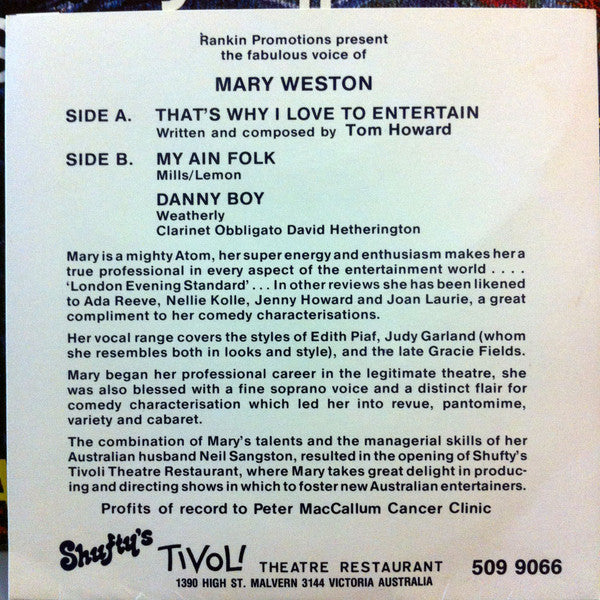 Rankin Promotions present
the fabulous voice of
MARY WESTON
SIDE A. THAT'S WHY I LOVE TO ENTERTAIN
Written and composed by Tom Howard
SIDE B. MY AIN FOLK
Mills/Lemon
DANNY BOY
Weatherly
Clarinet Obbligato David Hetherington
Mary is a mighty Atom, her super energy and enthusiasm makes her a
true professional in every aspect of the entertainment world . . . .
'London Evening Standard' . . . In other reviews she has been likened
to Ada Reeve, Nellie Kolle, Jenny Howard and Joan Laurie, a great
compliment to her comedy characterisations.
Her vocal range covers the styles of Edith Piaf, Judy Garland (whom
she resembles both in looks and style), and the late Gracie Fields.
Mary began her professional career in the legitimate theatre, she
was also blessed with a fine soprano voice and a distinct flair for
comedy characterisation which led her into revue, pantomime,
variety and cabaret.
The combination of Mary's talents and the managerial skills of her
Australian husband Neil Sangston, resulted in the opening of Shufty's
Tivoli Theatre Restaurant, where Mary takes great delight in produc-
ing and directing shows in which to foster new Australian entertainers.
Profits of record to Peter MacCallum Cancer Clinic
Shufty's TIVOLI THEATRE RESTAURANT 509 9066
1390 HIGH ST. MALVERN 3144 VICTORIA AUSTRALIA